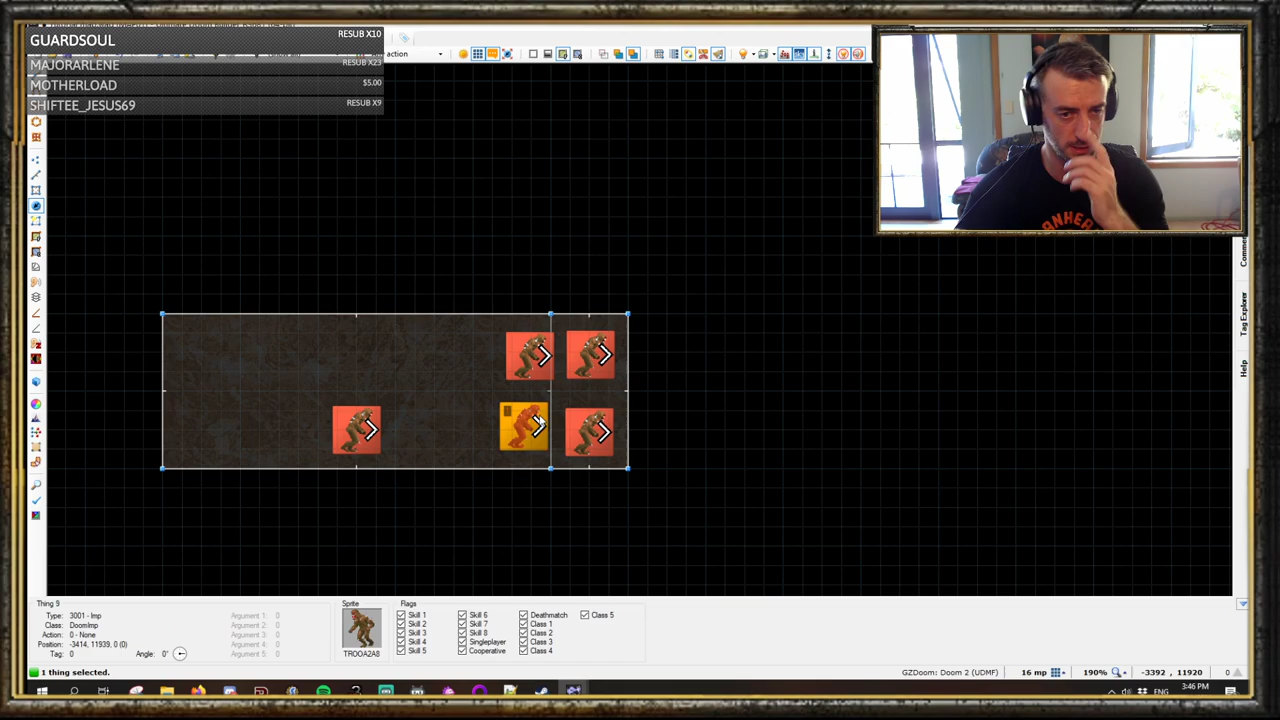 GUARDSOUL RESUB X10
MAJORARLENE RESUB X23
MOTHERLOAD $5.00
SHIFTEE_JESUS69 RESUB X9
action
Tag Explorer
Help
Thing 9
Type: 3001 - Imp
Class: DoomImp
Action: 0 - None
Position: -3414, 11939, 0 (0)
Tag: 0 Angle: 0°
Argument 1: 0
Argument 2: 0
Argument 3: 0
Argument 4: 0
Argument 5: 0
Sprite
TROOA2A8
Flags
Skill 1 Skill 6 Deathmatch Class 5
Skill 2 Skill 7 Class 1
Skill 3 Skill 8 Class 2
Skill 4 Singleplayer Class 3
Skill 5 Cooperative Class 4
1 thing selected.
GZDoom: Doom 2 (UDMF) 16 mp 190% -3392 , 11920 0
ENG 3:46 PM